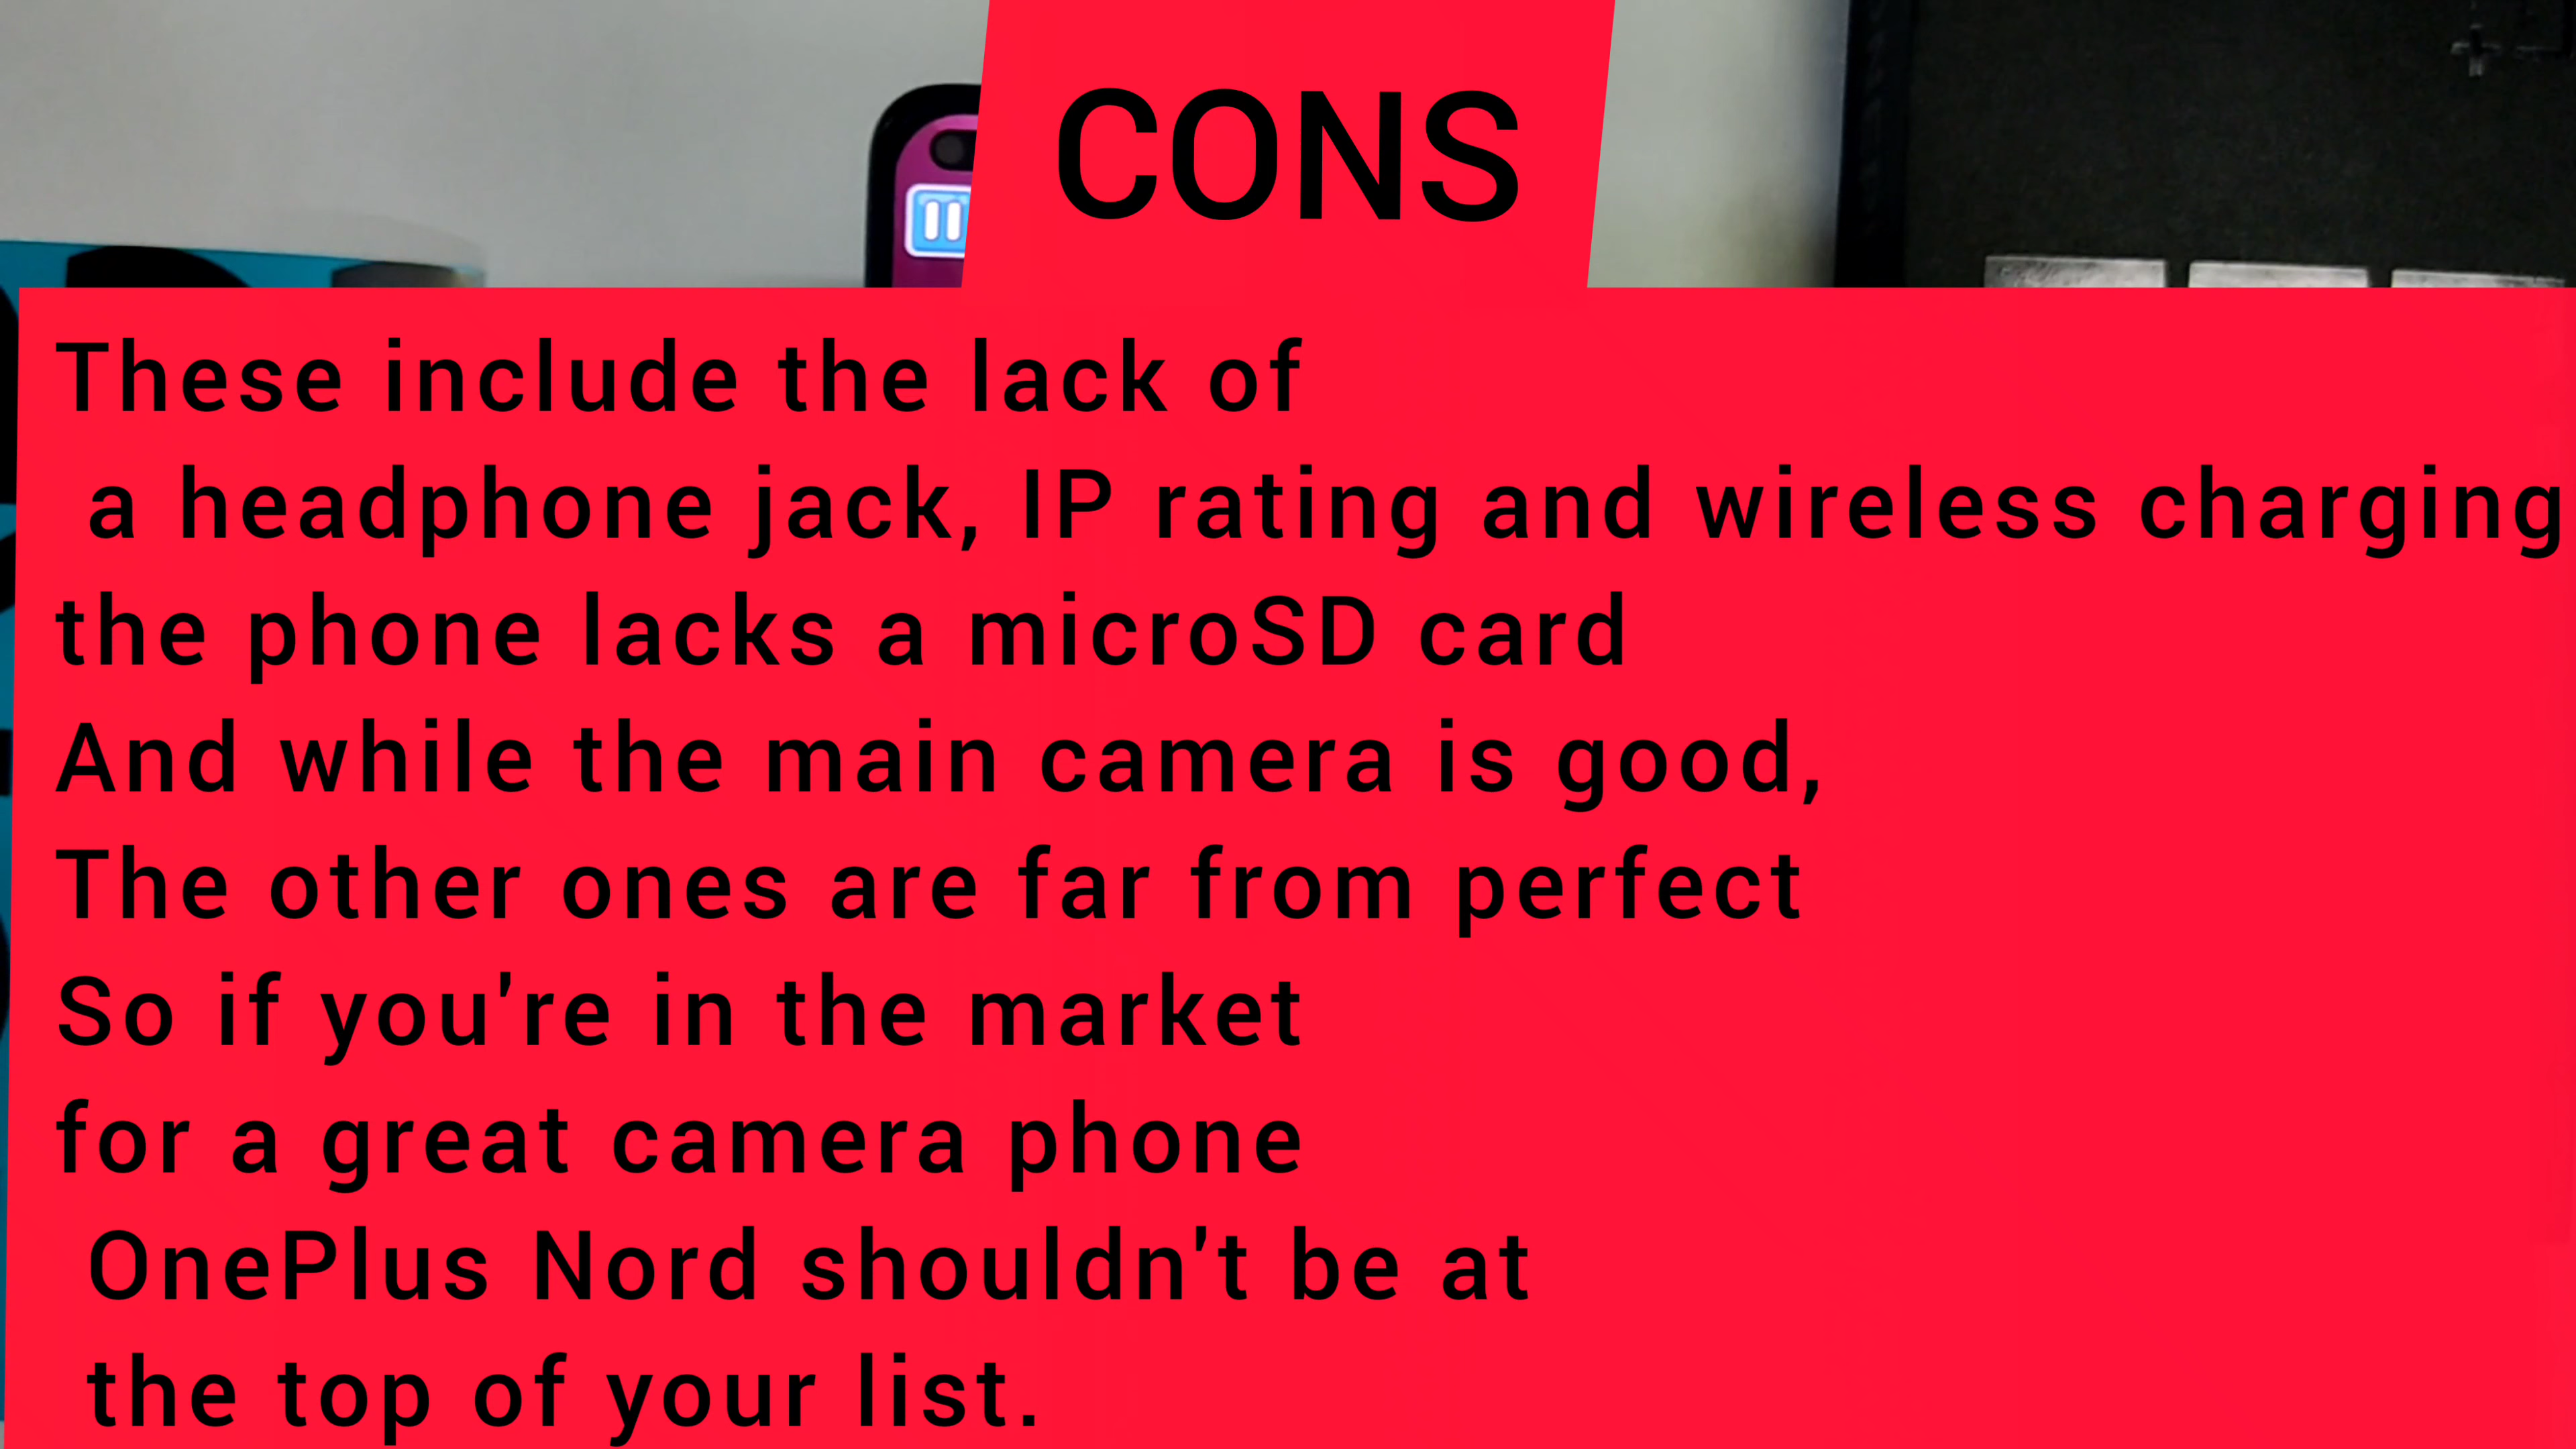 CONS
These include the lack of
a headphone jack, IP rating and wireless charging
the phone lacks a microSD card
And while the main camera is good,
The other ones are far from perfect
So if you're in the market
for a great camera phone
OnePlus Nord shouldn't be at
the top of your list.